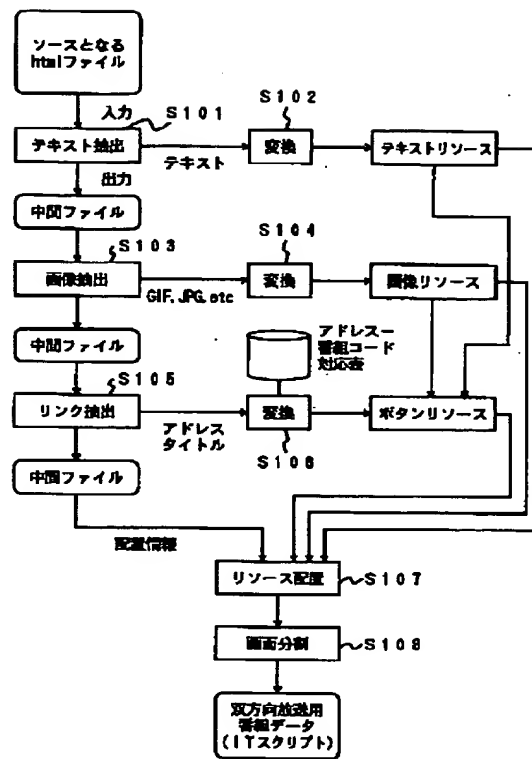 ソースとなる
htmlファイル
入力
S101
テキスト抽出
出力
テキスト
S102
変換
テキストリソース
中間ファイル
S103
画像抽出
GIF, JPG, etc
S104
変換
画像リソース
中間ファイル
S105
リンク抽出
アドレス
タイトル
アドレスー
番組コード
対応表
変換
S106
ボタンリソース
中間ファイル
配置情報
リソース配置
S107
画面分割
S108
双方向放送用
番組データ
(ITスクリプト)